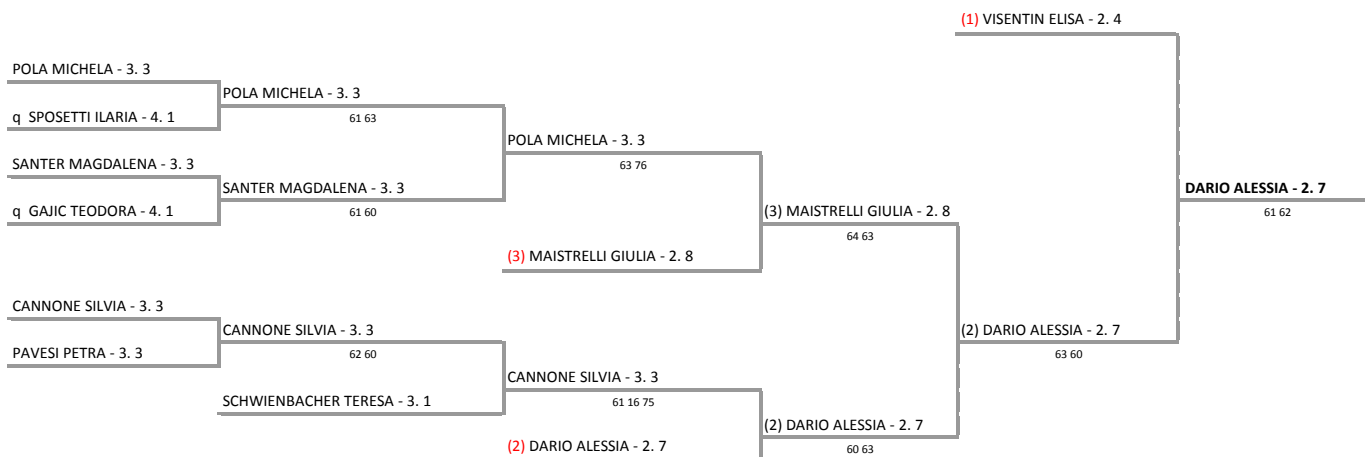 (1) VISENTIN ELISA - 2. 4
POLA MICHELA - 3. 3
POLA MICHELA - 3. 3
q SPOSETTI ILARIA - 4. 1
61 63
POLA MICHELA - 3. 3
SANTER MAGDALENA - 3. 3
63 76
SANTER MAGDALENA - 3. 3
DARIO ALESSIA - 2. 7
q GAJIC TEODORA - 4. 1
61 60
(3) MAISTRELLI GIULIA - 2. 8
61 62
64 63
(3) MAISTRELLI GIULIA - 2. 8
CANNONE SILVIA - 3. 3
CANNONE SILVIA - 3. 3
(2) DARIO ALESSIA - 2. 7
PAVESI PETRA - 3. 3
62 60
63 60
CANNONE SILVIA - 3. 3
SCHWIENBACHER TERESA - 3. 1
61 16 75
(2) DARIO ALESSIA - 2. 7
(2) DARIO ALESSIA - 2. 7
60 63